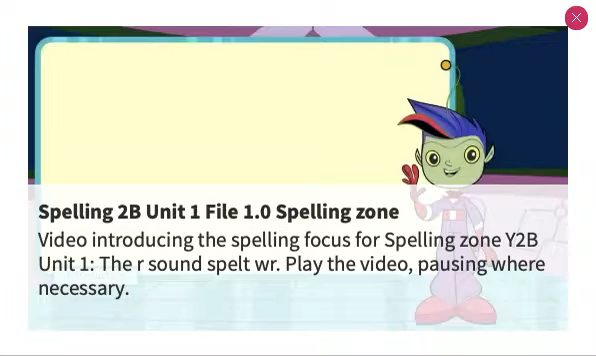 Spelling 2B Unit 1 File 1.0 Spelling zone
Video introducing the spelling focus for Spelling zone Y2B
Unit 1: The r sound spelt wr. Play the video, pausing where
necessary.